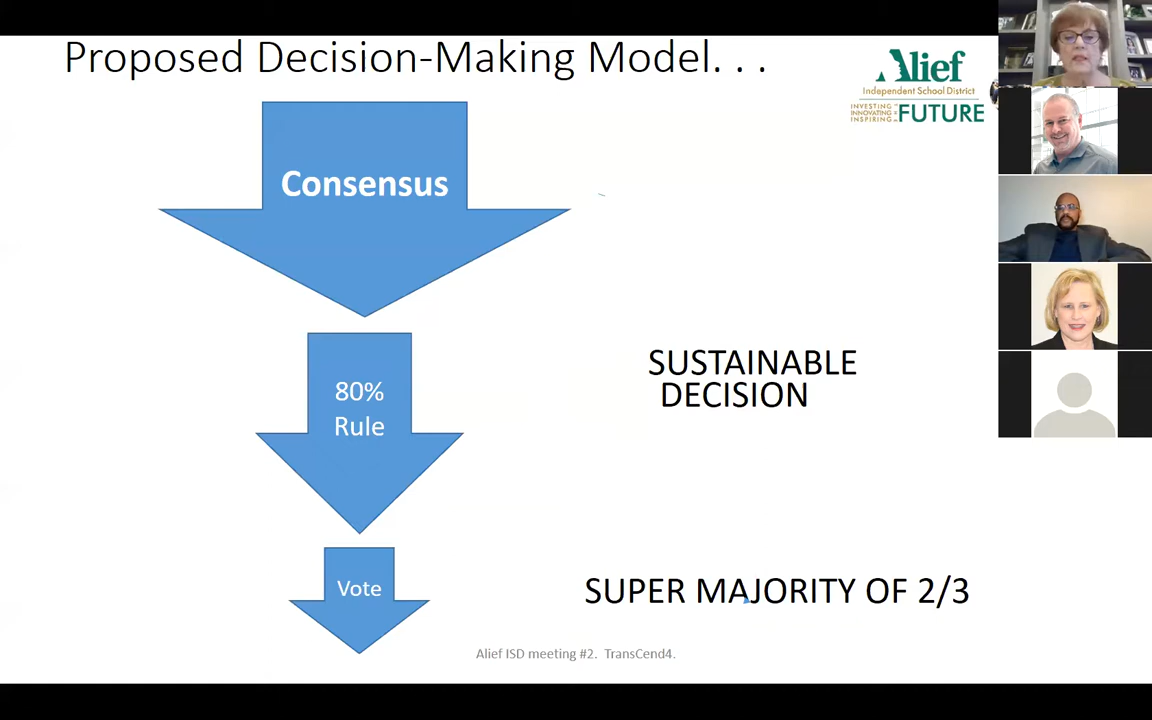 Proposed Decision-Making Model. . .
Alief
Independent School District
INVESTING
INNOVATING
INSPIRING
FUTURE
Consensus
80%
Rule
SUSTAINABLE
DECISION
Vote
SUPER MAJORITY OF 2/3
Alief ISD meeting #2. TransCend4.